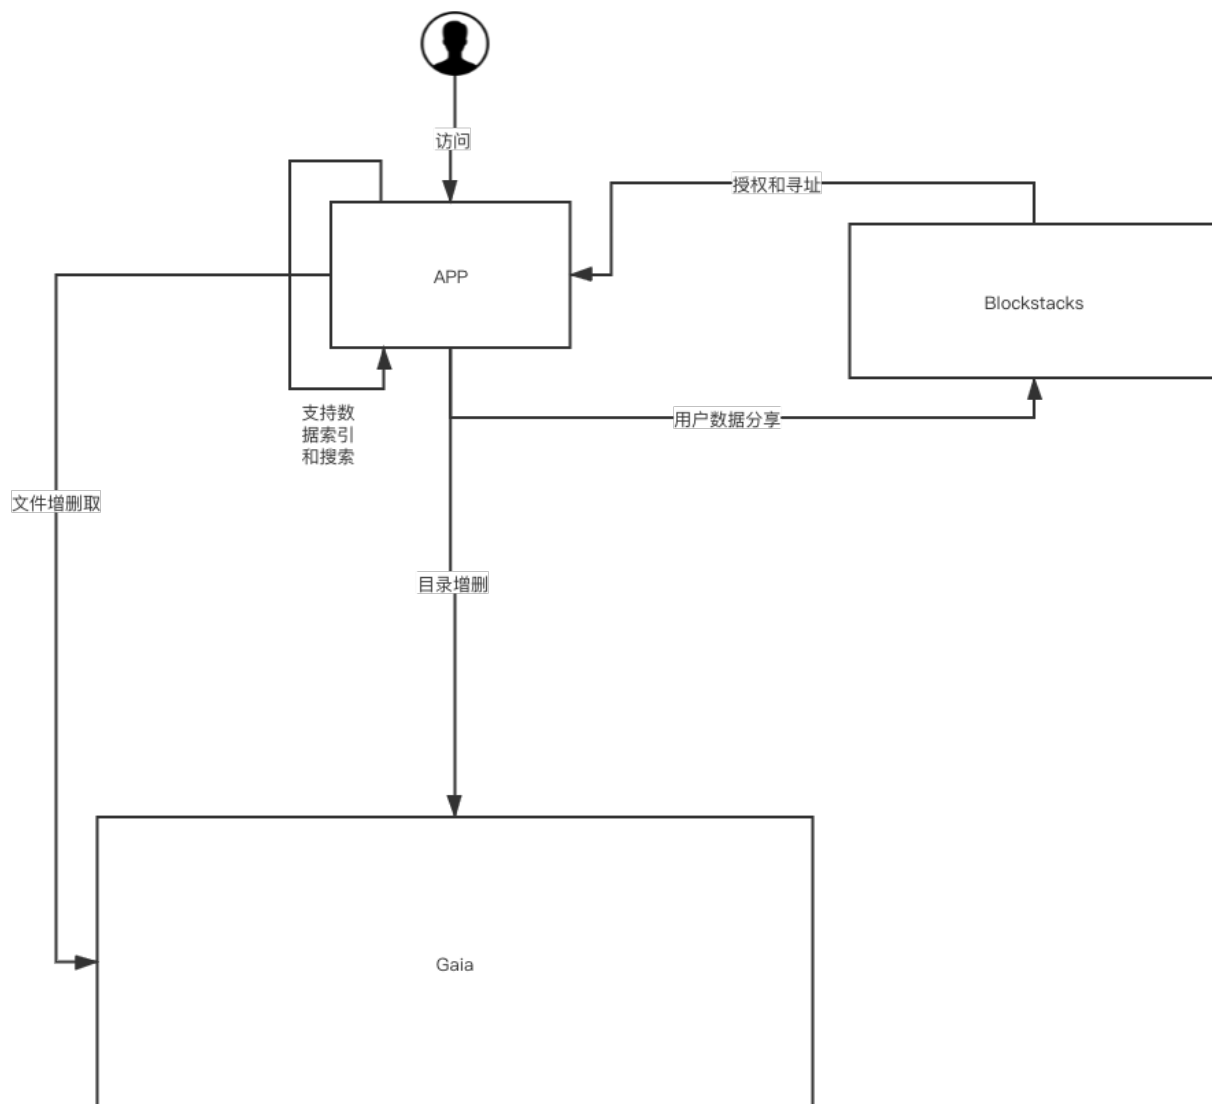 访问
授权和寻址
APP
Blockstacks
支持数
据索引
和搜索
用户数据分享
文件增删取
目录增删
Gaia